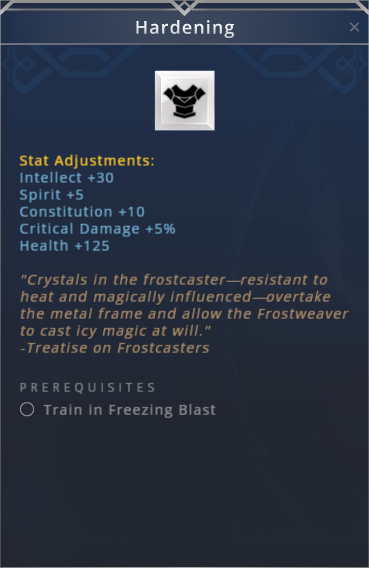 Hardening
Stat Adjustments:
Intellect +30
Spirit +5
Constitution +10
Critical Damage +5%
Health +125
"Crystals in the frostcaster—resistant to
heat and magically influenced—overtake
the metal frame and allow the Frostweaver
to cast icy magic at will."
-Treatise on Frostcasters
PREREQUISITES
Train in Freezing Blast